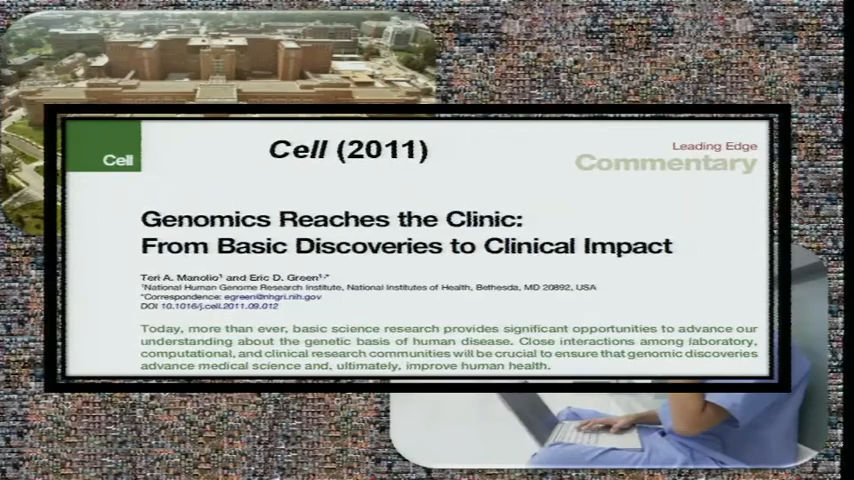 Cell
Cell (2011)
Leading Edge
Commentary
Genomics Reaches the Clinic:
From Basic Discoveries to Clinical Impact
Teri A. Manolio¹ and Eric D. Green¹,*
¹National Human Genome Research Institute, National Institutes of Health, Bethesda, MD 20892, USA
*Correspondence: egreen@nhgri.nih.gov
DOI 10.1016/j.cell.2011.09.012
Today, more than ever, basic science research provides significant opportunities to advance our
understanding about the genetic basis of human disease. Close interactions among laboratory,
computational, and clinical research communities will be crucial to ensure that genomic discoveries
advance medical science and, ultimately, improve human health.